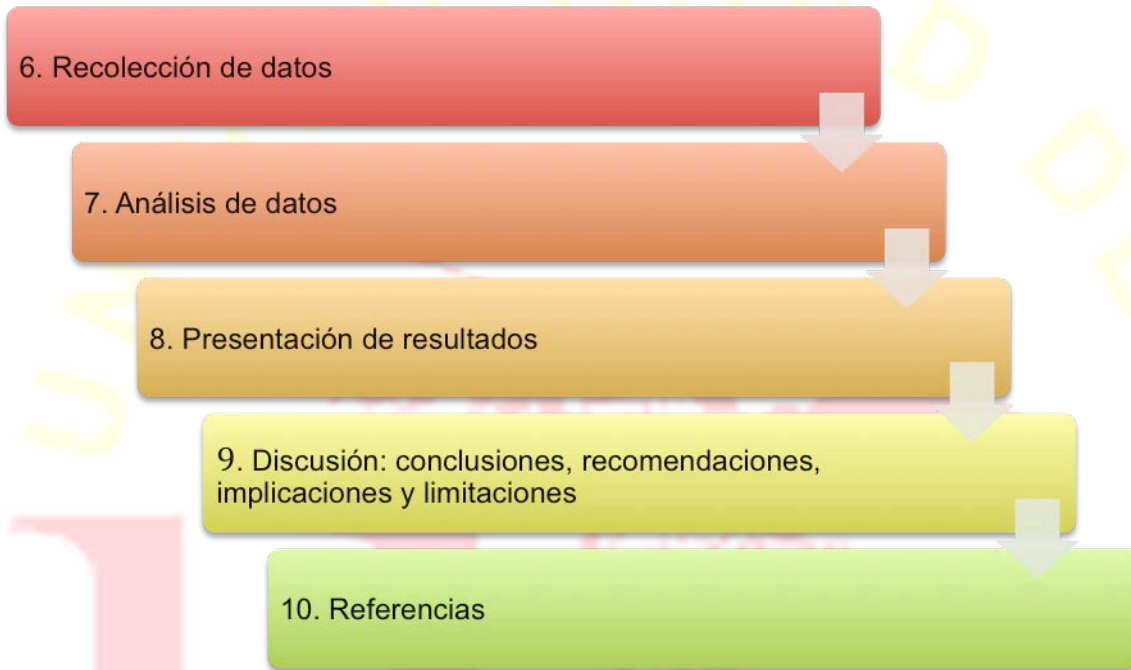 6. Recolección de datos
7. Análisis de datos
8. Presentación de resultados
9. Discusión: conclusiones, recomendaciones,
implicaciones y limitaciones
10. Referencias